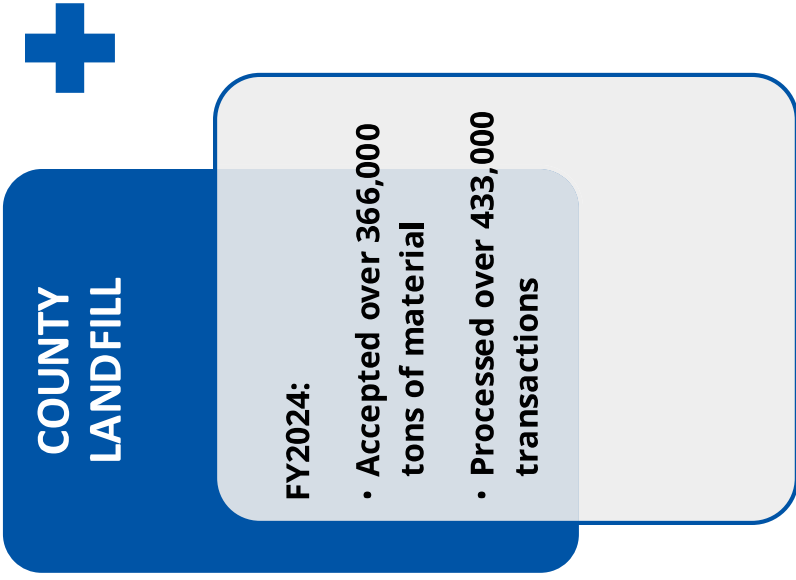 COUNTY
LANDFILL
FY2024:
• Accepted over 366,000
tons of material
• Processed over 433,000
transactions